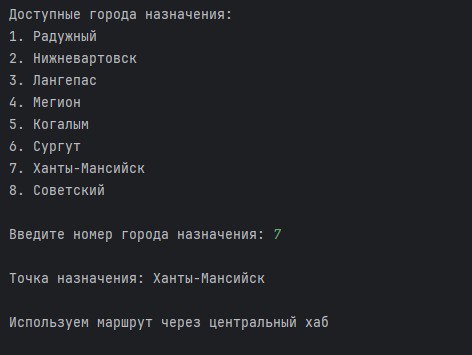 Доступные города назначения:
1. Радужный
2. Нижневартовск
3. Лангепас
4. Мегион
5. Когалым
6. Сургут
7. Ханты-Мансийск
8. Советский
Введите номер города назначения: 7
Точка назначения: Ханты-Мансийск
Используем маршрут через центральный хаб